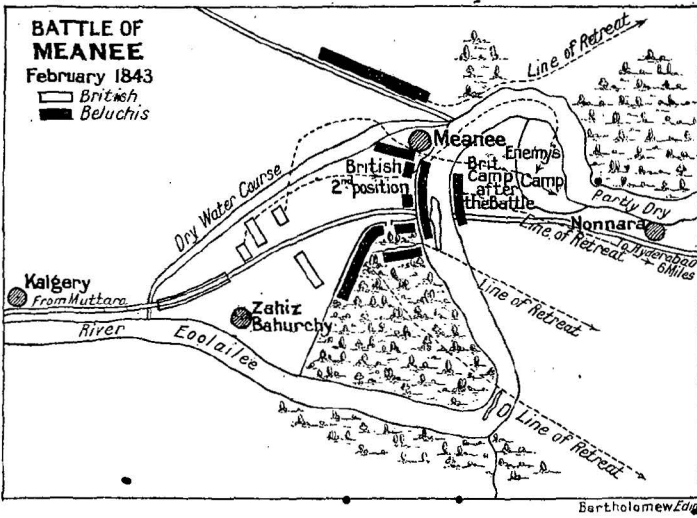 BATTLE OF
MEANEE
February 1843
British
Beluchis
Line of Retreat
Meanee
Enemy's
Camp
British
2nd position
Brit.
Camp
after
the Battle
Dry Water Course
Partly Dry
Nonnara
Line of Retreat
To Hyderabad
6 Miles
Kalgery
From Muttara
Zahiz
Bahurchy
Line of Retreat
River Eoolailee
Line of Retreat
Bartholomew, Edin